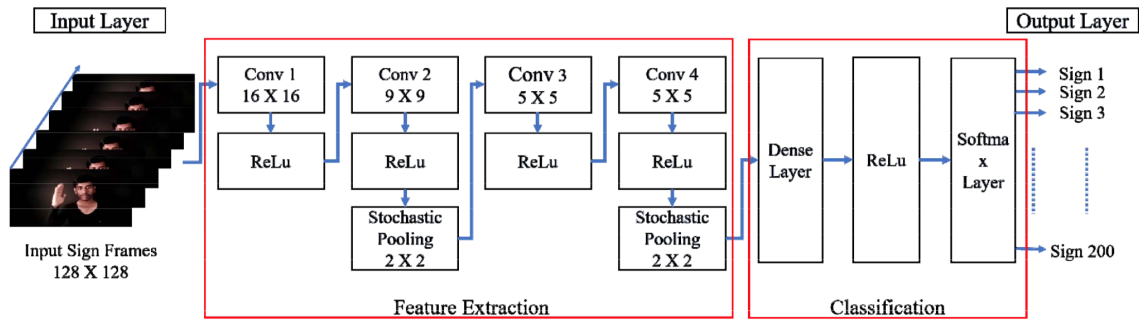 Input Layer
Output Layer
Conv 1
16 X 16
ReLu
Conv 2
9 X 9
ReLu
Stochastic
Pooling
2 X 2
Conv 3
5 X 5
ReLu
Conv 4
5 X 5
ReLu
Stochastic
Pooling
2 X 2
Dense
Layer
ReLu
Softma
x
Layer
Sign 1
Sign 2
Sign 3
Sign 200
Input Sign Frames
128 X 128
Feature Extraction
Classification